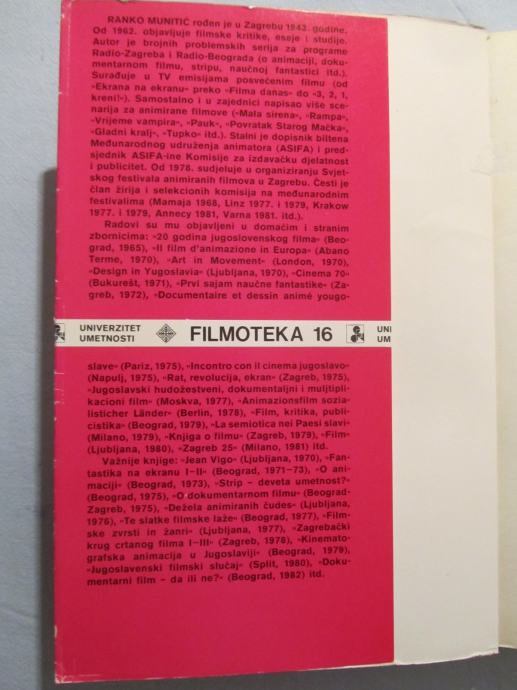 RANKO MUNITIĆ rođen je u Zagrebu 1943. godine.
Od 1962. objavljuje filmske kritike, eseje i studije.
Autor je brojnih problemskih serija za programe
Radio-Zagreba i Radio-Beograda (o animaciji, doku-
mentarnom filmu, stripu, naučnoj fantastici itd.).
Surađuje u TV emisijama posvećenim filmu (od
»Ekrana na ekranu« preko »Filma danas« do »3, 2, 1,
kreni!«). Samostalno i u zajednici napisao više sce-
narija za animirane filmove (»Mala sirena«, »Rampa«,
»Vrijeme vampira«, »Pauk«, »Povratak Starog Mačka«,
»Gladni kralj«, »Tupko« itd.). Stalni je dopisnik biltena
Međunarodnog udruženja animatora (ASIFA) i pred-
sjednik ASIFA-ine Komisije za izdavačku djelatnost
i publicitet. Od 1978. sudjeluje u organiziranju Svjet-
skog festivala animiranih filmova u Zagrebu. Česti je
član žirija i selekcionih komisija na međunarodnim
festivalima (Mamaja 1968, Linz 1977. i 1979, Krakow
1977. i 1979, Annecy 1981, Varna 1981. itd.).
Radovi su mu objavljeni u domaćim i stranim
zbornicima: »20 godina jugoslovenskog filma« (Beo-
grad, 1965), »Il film d'animazione in Europa« (Abano
Terme, 1970), »Art in Movement« (London, 1970),
»Design in Yugoslavia« (Ljubljana, 1970), »Cinema 70«
(Bukurešt, 1971), »Prvi sajam naučne fantastike« (Za-
greb, 1972), »Documentaire et dessin animé yougo-
UNIVERZITET
UMETNOSTI
FILMOTEKA 16
UNI
UM
slave« (Pariz, 1975), »Incontro con il cinema jugoslavo«
(Napulj, 1975), »Rat, revolucija, ekran« (Zagreb, 1975),
»Jugoslavski hudožestveni, dokumentaljni i muljtipli-
kacioni film« (Moskva, 1977), »Animazionsfilm sozia-
listicher Länder« (Berlin, 1978), »Film, kritika, publi-
cistika« (Beograd, 1979), »La semiotica nei Paesi slavi«
(Milano, 1979), »Knjiga o filmu« (Zagreb, 1979), »Film«
(Ljubljana, 1980), »Zagreb 25« (Milano, 1981) itd.
Važnije knjige: »Jean Vigo« (Ljubljana, 1970), »Fan-
tastika na ekranu I–II« (Beograd, 1971–73), »O ani-
maciji« (Beograd, 1973), »Strip – deveta umetnost?«
(Beograd, 1975), »O dokumentarnom filmu« (Beograd-
Zagreb, 1975), »Dežela animiranih čudes« (Ljubljana,
1976), »Te slatke filmske laže« (Beograd, 1977), »Film-
ske zvrsti in žanri« (Ljubljana, 1977), »Zagrebački
krug crtanog filma I–III« (Zagreb, 1978), »Kinemato-
grafska animacija u Jugoslaviji« (Beograd, 1979),
»Jugoslavenski filmski slučaj« (Split, 1980), »Doku-
mentarni film – da ili ne?« (Beograd, 1982) itd.